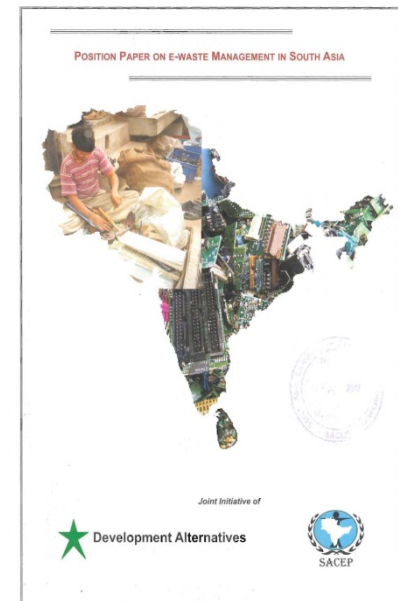 POSITION PAPER ON E-WASTE MANAGEMENT IN SOUTH ASIA
Joint Initiative of
Development Alternatives
SACEP